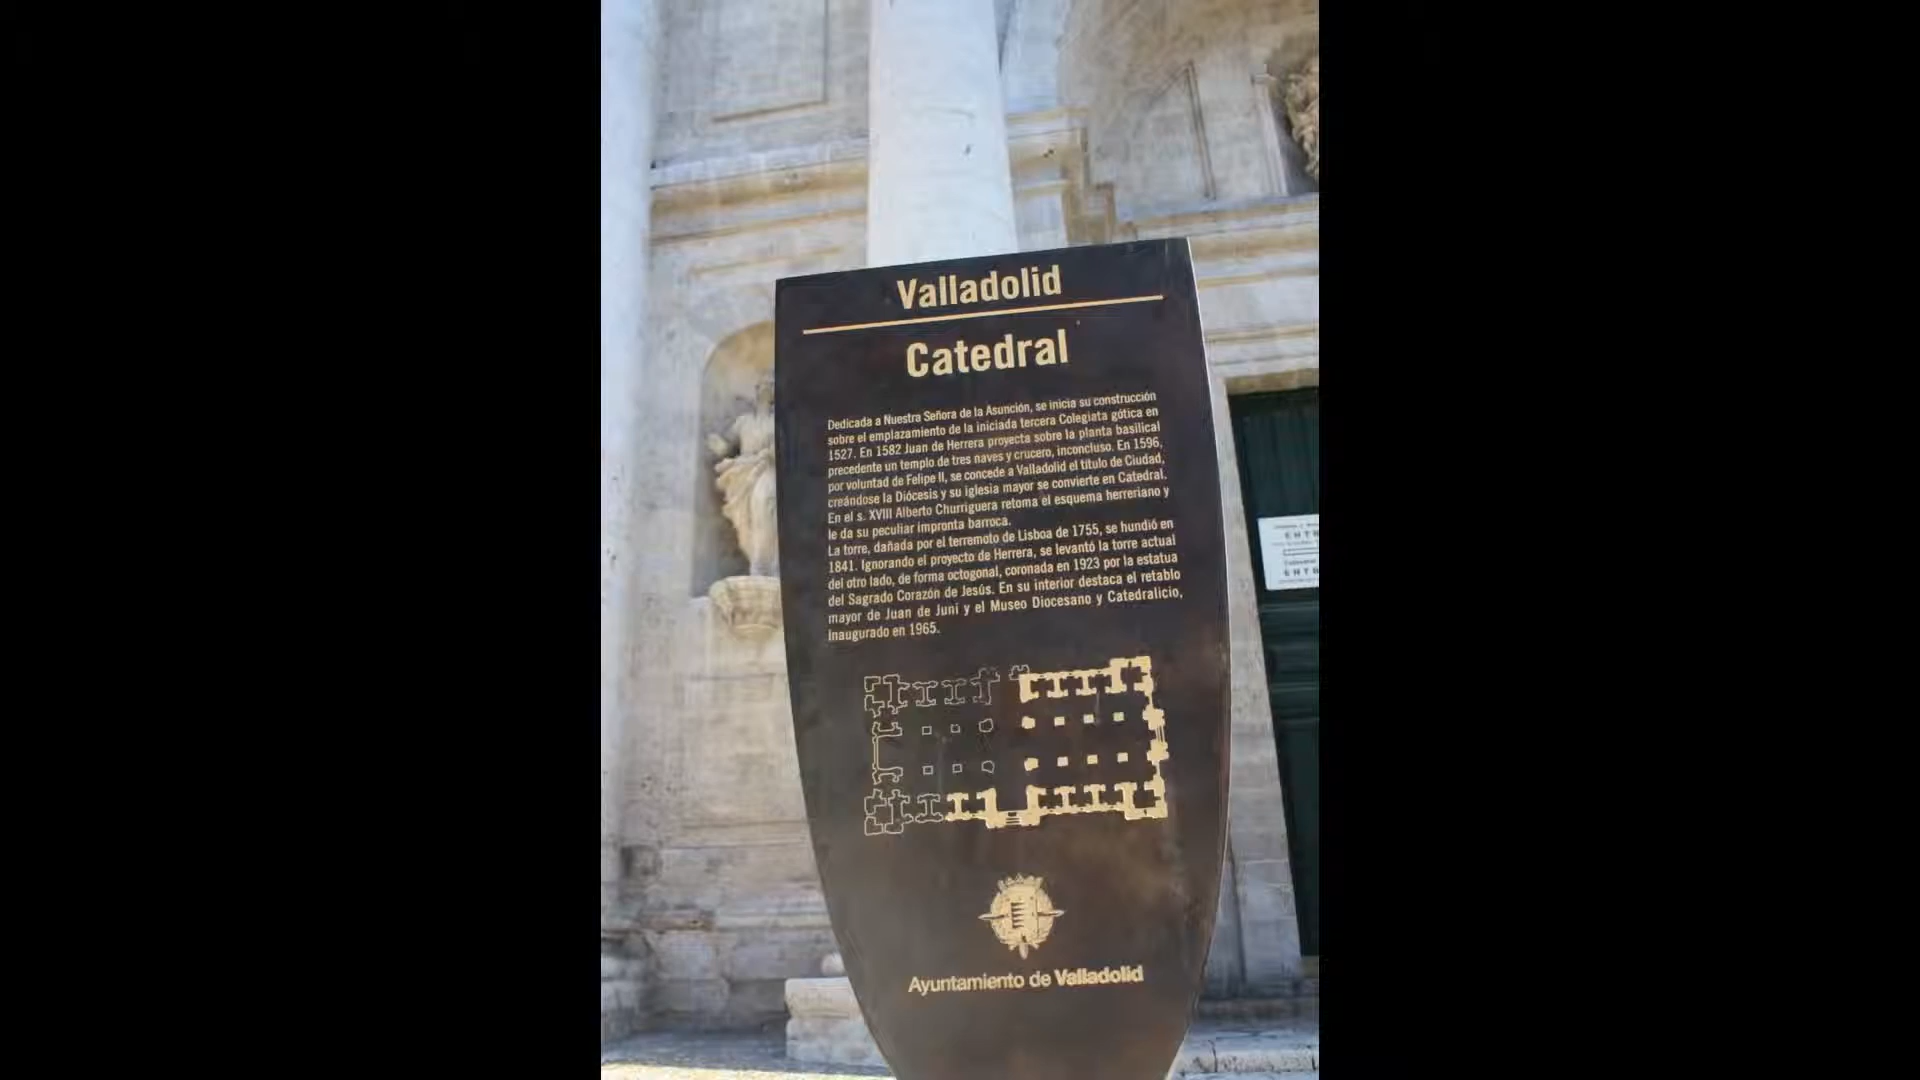 Valladolid
Catedral
Dedicada a Nuestra Señora de la Asunción, se inicia su construcción
sobre el emplazamiento de la iniciada tercera Colegiata gótica en
1527. En 1582 Juan de Herrera proyecta sobre la planta basilical
precedente un templo de tres naves y crucero, inconcluso. En 1596,
por voluntad de Felipe II, se concede a Valladolid el título de Ciudad,
creándose la Diócesis y su iglesia mayor se convierte en Catedral.
En el s. XVIII Alberto Churriguera retoma el esquema herreriano y
le da su peculiar impronta barroca.
La torre, dañada por el terremoto de Lisboa de 1755, se hundió en
1841. Ignorando el proyecto de Herrera, se levantó la torre actual
del otro lado, de forma octogonal, coronada en 1923 por la estatua
del Sagrado Corazón de Jesús. En su interior destaca el retablo
mayor de Juan de Juni y el Museo Diocesano y Catedralicio,
inaugurado en 1965.
Ayuntamiento de Valladolid